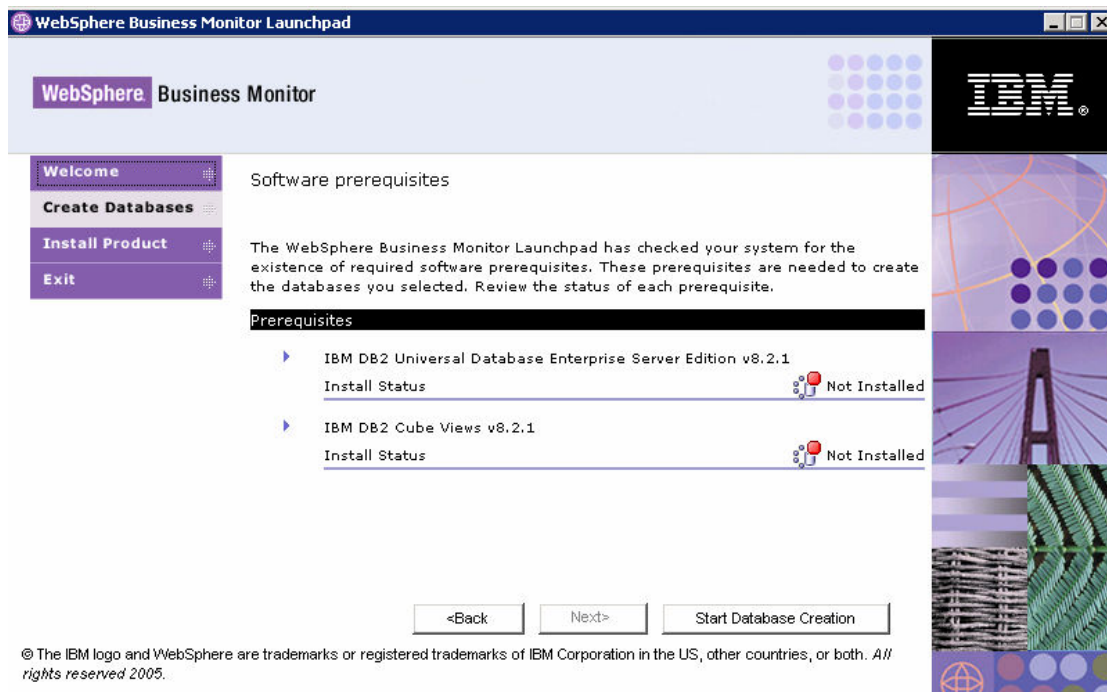 WebSphere Business Monitor Launchpad
WebSphere. Business Monitor
IBM®
Welcome
Create Databases
Install Product
Exit
Software prerequisites
The WebSphere Business Monitor Launchpad has checked your system for the
existence of required software prerequisites. These prerequisites are needed to create
the databases you selected. Review the status of each prerequisite.
Prerequisites
IBM DB2 Universal Database Enterprise Server Edition v8.2.1
Install Status Not Installed
IBM DB2 Cube Views v8.2.1
Install Status Not Installed
<Back Next> Start Database Creation
© The IBM logo and WebSphere are trademarks or registered trademarks of IBM Corporation in the US, other countries, or both. All
rights reserved 2005.